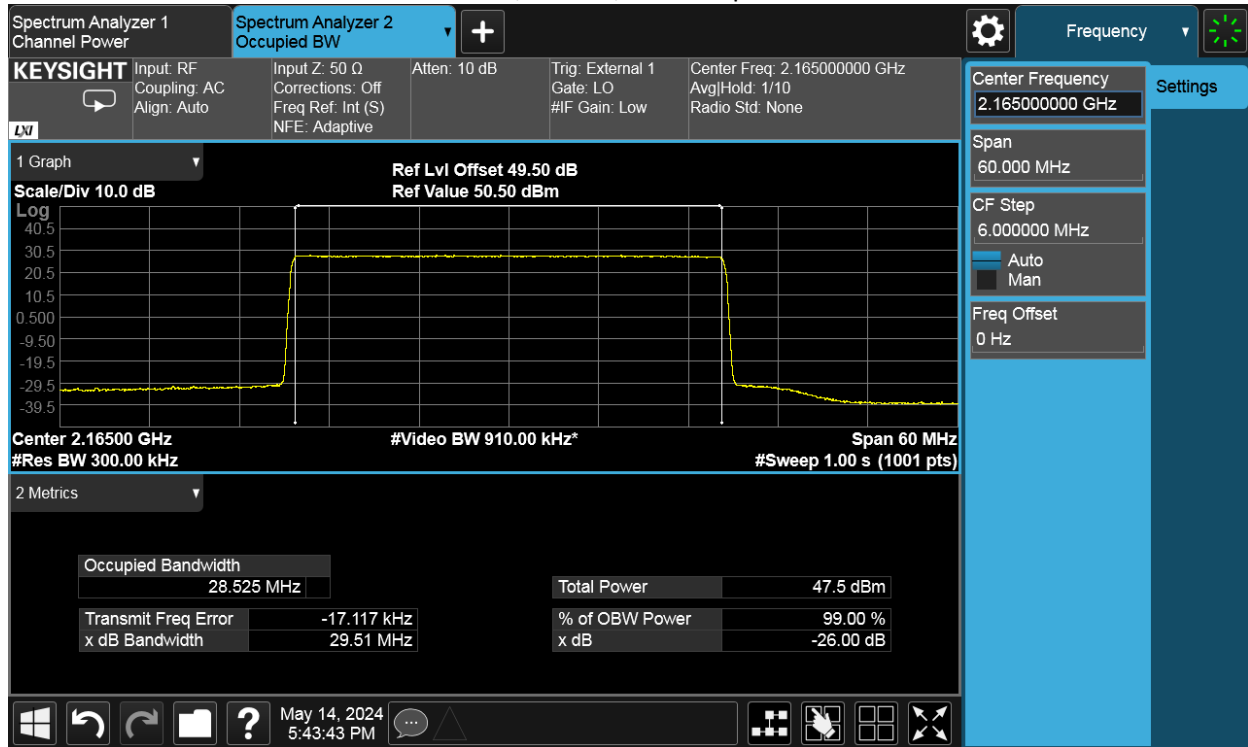 Spectrum Analyzer 1
Channel Power
Spectrum Analyzer 2
Occupied BW
Frequency
KEYSIGHT
LXI
Input: RF
Coupling: AC
Align: Auto
Input Z: 50 Ω
Corrections: Off
Freq Ref: Int (S)
NFE: Adaptive
Atten: 10 dB
Trig: External 1
Gate: LO
#IF Gain: Low
Center Freq: 2.165000000 GHz
Avg|Hold: 1/10
Radio Std: None
Center Frequency
2.165000000 GHz
Settings
Span
60.000 MHz
CF Step
6.000000 MHz
Auto
Man
Freq Offset
0 Hz
1 Graph
Scale/Div 10.0 dB
Ref Lvl Offset 49.50 dB
Ref Value 50.50 dBm
Log
40.5
30.5
20.5
10.5
0.500
-9.50
-19.5
-29.5
-39.5
Center 2.16500 GHz
#Video BW 910.00 kHz*
Span 60 MHz
#Res BW 300.00 kHz
#Sweep 1.00 s (1001 pts)
2 Metrics
Occupied Bandwidth
28.525 MHz
Total Power 47.5 dBm
Transmit Freq Error -17.117 kHz
% of OBW Power 99.00 %
x dB Bandwidth 29.51 MHz
x dB -26.00 dB
?
May 14, 2024
5:43:43 PM